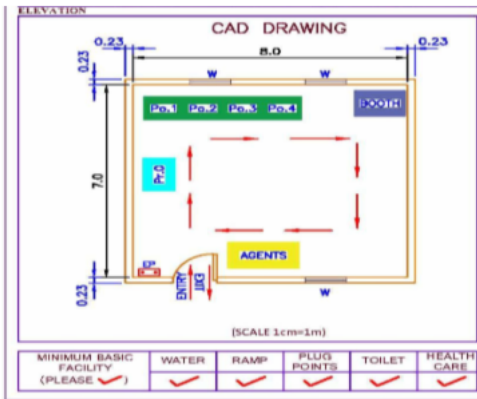 ELEVATION
CAD DRAWING
0.23
8.0
0.23
0.23
W
W
Po.1 Po.2 Po.3 Po.4
BOOTH
7.0
Pr.O
AGENTS
ENTRY
EXIT
0.23
W
(SCALE 1cm=1m)
MINIMUM BASIC
FACILITY
(PLEASE ✓)
WATER
RAMP
PLUG
POINTS
TOILET
HEALTH
CARE